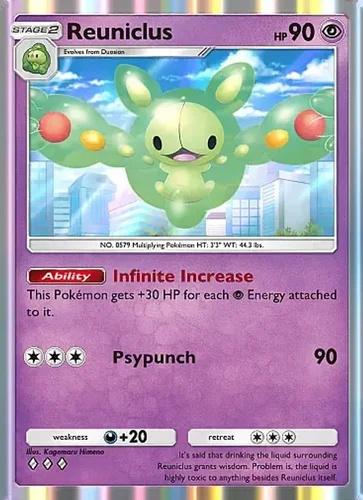 STAGE 2 Reuniclus HP 90
Evolves from Duosion
NO. 0579 Multiplying Pokémon HT: 3'3" WT: 44.3 lbs.
Ability Infinite Increase
This Pokémon gets +30 HP for each Energy attached
to it.
Psypunch 90
weakness +20 retreat
Illus. Kagemaru Himeno
It's said that drinking the liquid surrounding
Reuniclus grants wisdom. Problem is, the liquid is
highly toxic to anything besides Reuniclus itself.